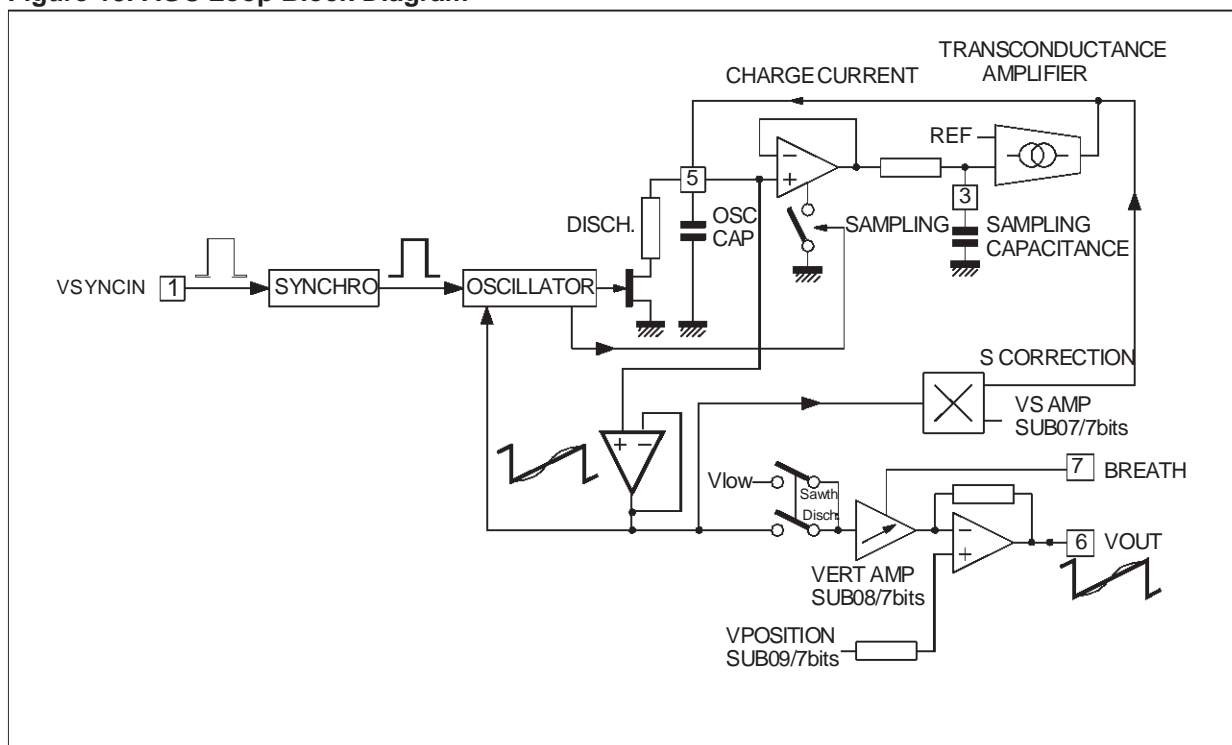 TRANSCONDUCTANCE
AMPLIFIER
CHARGE CURRENT
REF
5
3
DISCH.
OSC
CAP
SAMPLING
SAMPLING
CAPACITANCE
VSYNCIN
1
SYNCHRO
OSCILLATOR
S CORRECTION
VS AMP
SUB07/7bits
+ −
7
BREATH
Vlow
Sawth
Disch.
−
+
6
VOUT
VERT AMP
SUB08/7bits
VPOSITION
SUB09/7bits